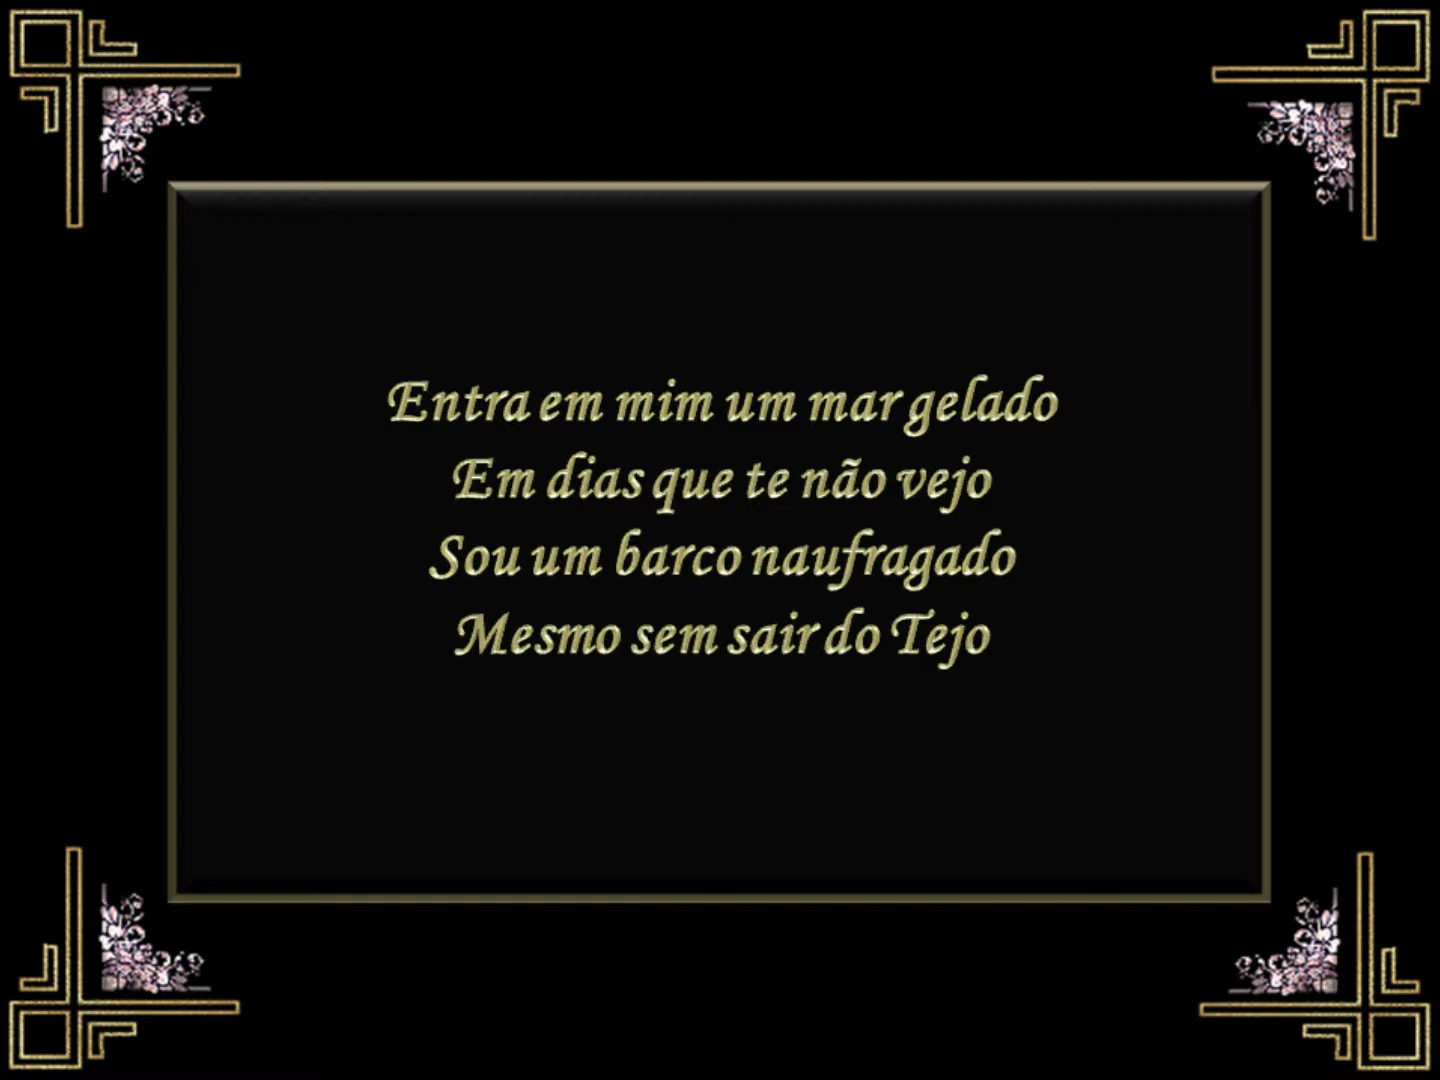 Entra em mim um mar gelado
Em dias que te não vejo
Sou um barco naufragado
Mesmo sem sair do Tejo